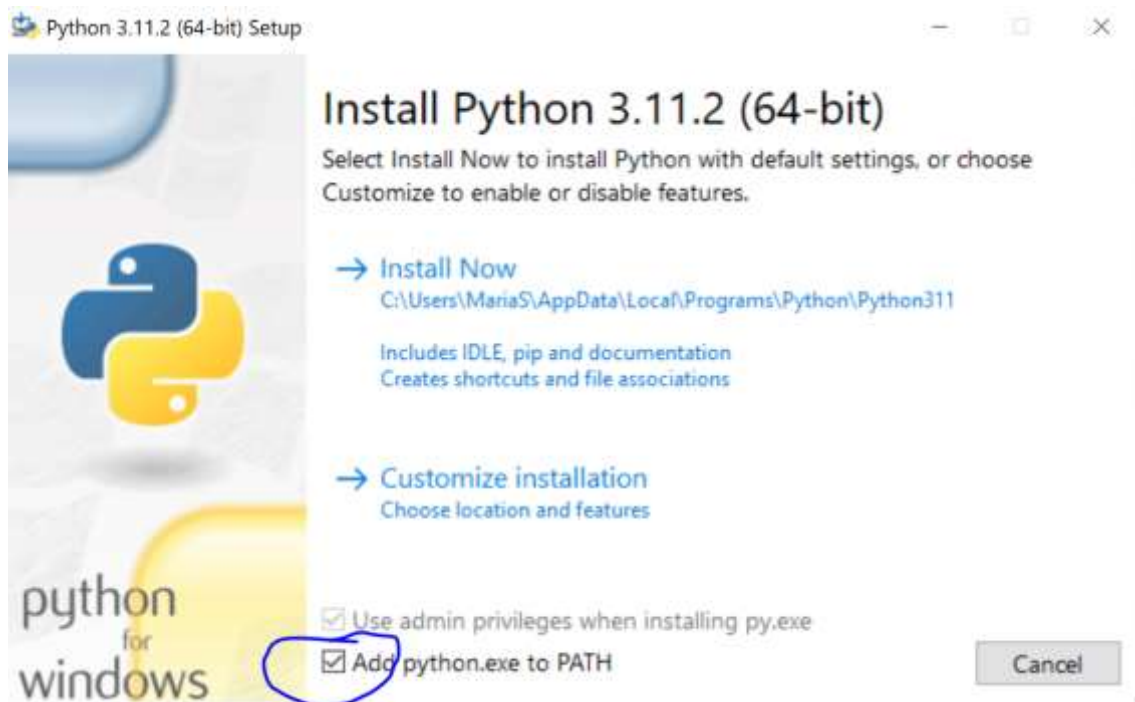 Python 3.11.2 (64-bit) Setup
Install Python 3.11.2 (64-bit)
Select Install Now to install Python with default settings, or choose
Customize to enable or disable features.
→ Install Now
C:\Users\MariaS\AppData\Local\Programs\Python\Python311
Includes IDLE, pip and documentation
Creates shortcuts and file associations
→ Customize installation
Choose location and features
python
for
windows
Use admin privileges when installing py.exe
Add python.exe to PATH
Cancel